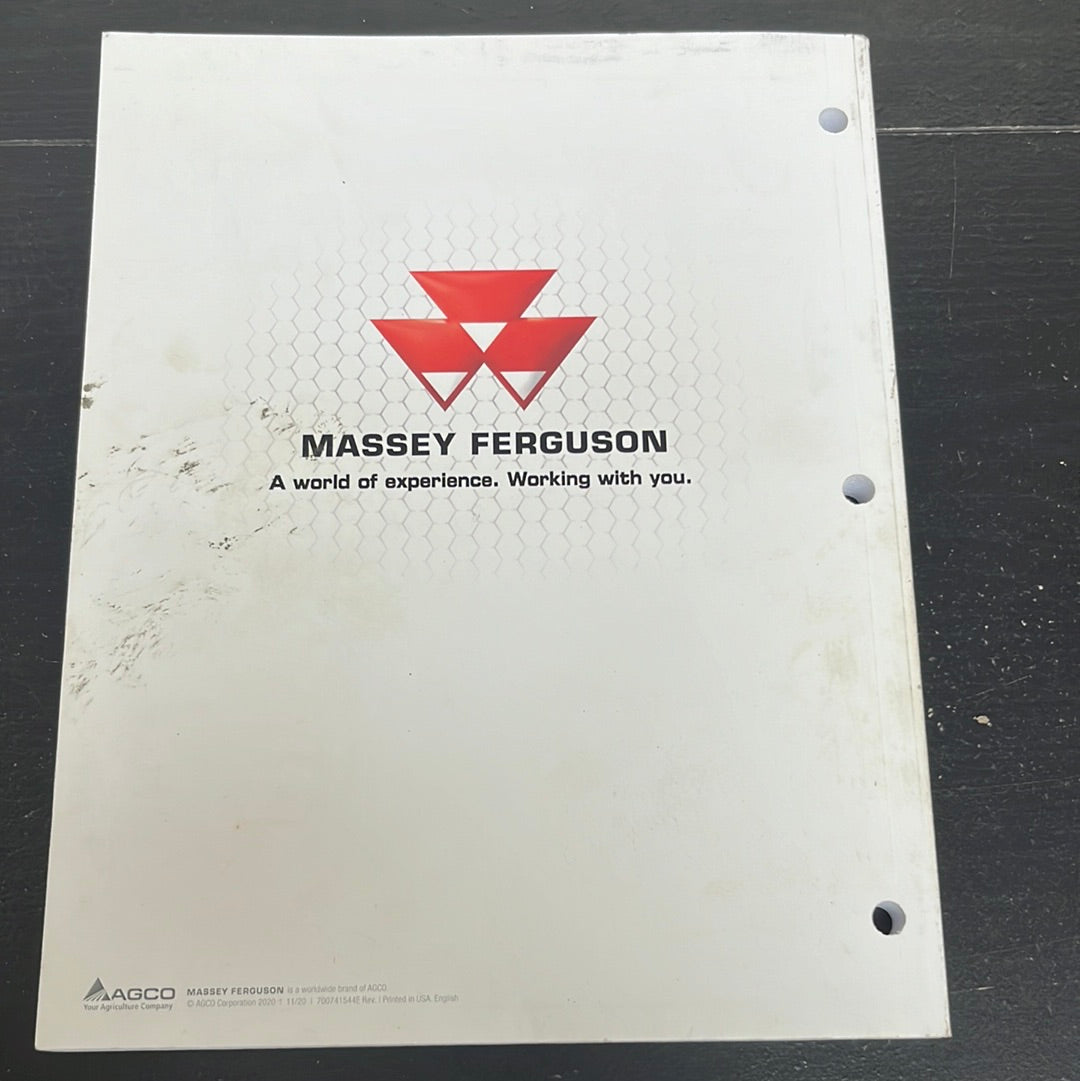 MASSEY FERGUSON
A world of experience. Working with you.
AGCO
Your Agriculture Company
MASSEY FERGUSON is a worldwide brand of AGCO.
© AGCO Corporation 2020 | 11/20 | 700741544E Rev. | Printed in USA English